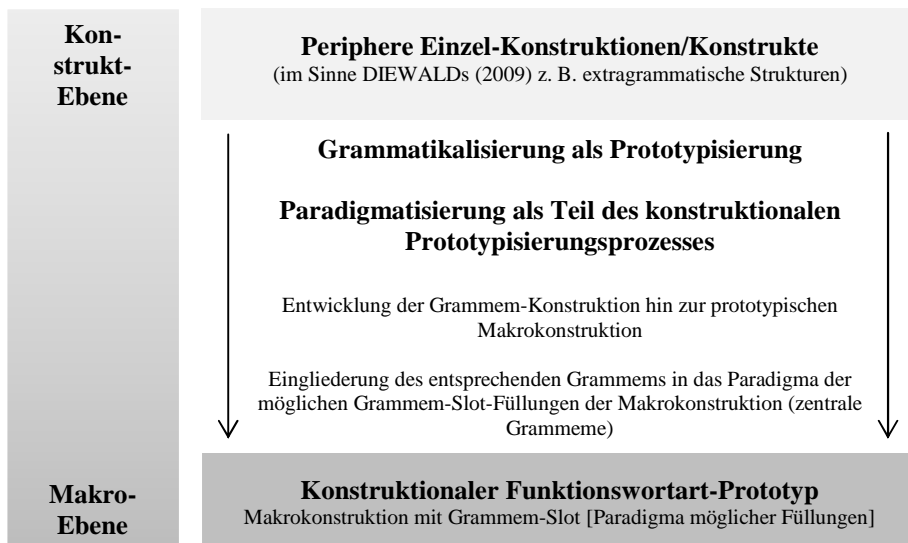 Kon-
strukt-
Ebene
Periphere Einzel-Konstruktionen/Konstrukte
(im Sinne DIEWALDs (2009) z. B. extragrammatische Strukturen)
Grammatikalisierung als Prototypisierung
Paradigmatisierung als Teil des konstruktionalen
Prototypisierungsprozesses
Entwicklung der Grammem-Konstruktion hin zur prototypischen
Makrokonstruktion
Eingliederung des entsprechenden Grammems in das Paradigma der
möglichen Grammem-Slot-Füllungen der Makrokonstruktion (zentrale
Grammeme)
Makro-
Ebene
Konstruktionaler Funktionswortart-Prototyp
Makrokonstruktion mit Grammem-Slot [Paradigma möglicher Füllungen]